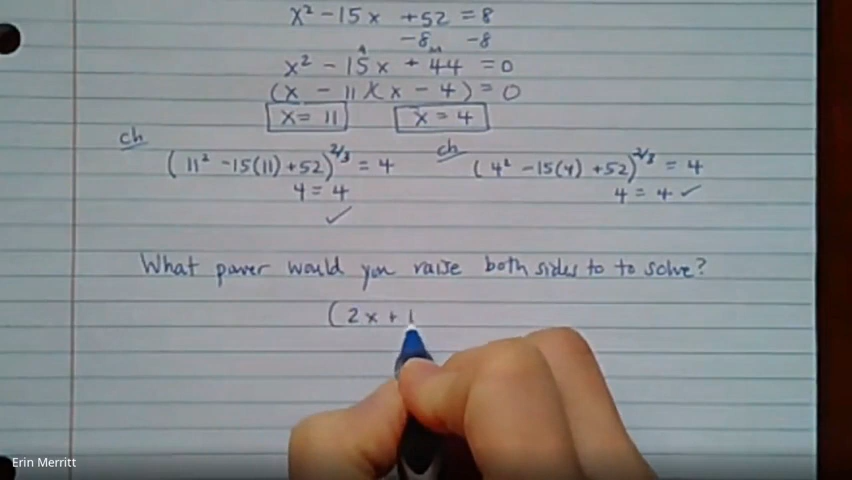 x² - 15x + 52 = 8
-8 -8
x² - 15x + 44 = 0
(x - 11)(x - 4) = 0
x = 11 x = 4
ch (11² - 15(11) + 52)^2/3 = 4 ch (4² - 15(4) + 52)^2/3 = 4
4 = 4 4 = 4 ✓
✓
What power would you raise both sides to to solve?
(2x + 1
Erin Merritt